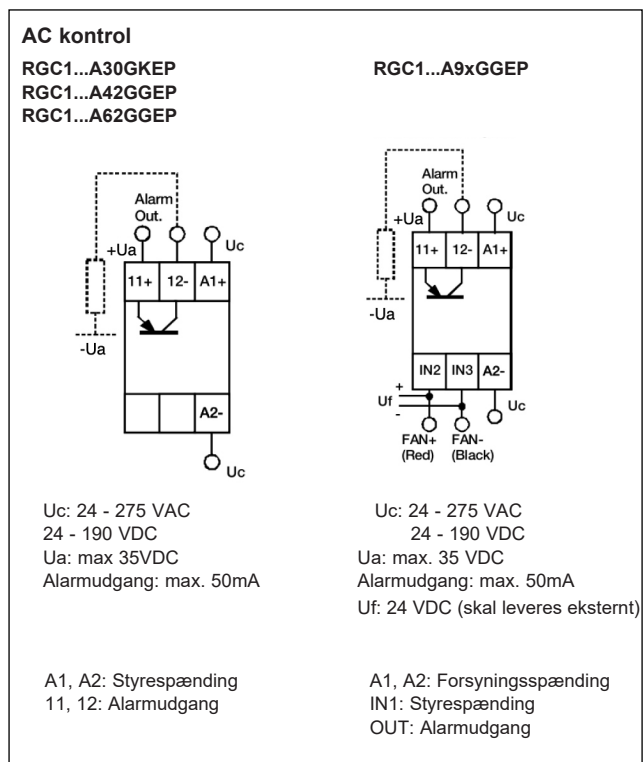 AC kontrol
RGC1...A30GKEP
RGC1...A42GGEP
RGC1...A62GGEP
Alarm
Out.
+Ua
Uc
11+ 12- A1+
-Ua
A2-
Uc
Uc: 24 - 275 VAC
24 - 190 VDC
Ua: max 35VDC
Alarmudgang: max. 50mA
A1, A2: Styrespænding
11, 12: Alarmudgang
RGC1...A9xGGEP
Alarm
Out.
+Ua
Uc
11+ 12- A1+
-Ua
IN2 IN3 A2-
+
Uf
-
Uc
FAN+ FAN-
(Red) (Black)
Uc: 24 - 275 VAC
24 - 190 VDC
Ua: max. 35 VDC
Alarmudgang: max. 50mA
Uf: 24 VDC (skal leveres eksternt)
A1, A2: Forsyningsspænding
IN1: Styrespænding
OUT: Alarmudgang